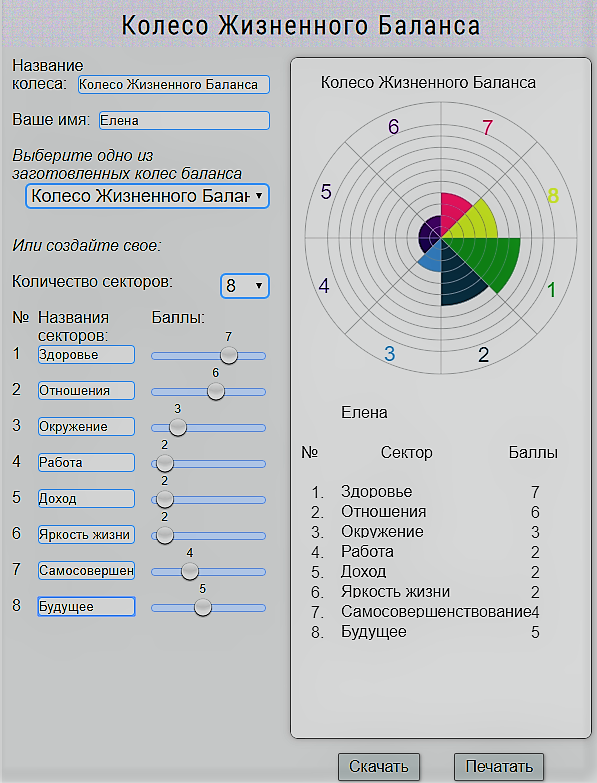 Колесо Жизненного Баланса
Название
колеса: Колесо Жизненного Баланса
Ваше имя: Елена
Выберите одно из
заготовленных колес баланса
Колесо Жизненного Балан
Или создайте свое:
Количество секторов: 8
№ Названия Баллы:
секторов:
7
1 Здоровье
6
2 Отношения
3
3 Окружение
2
4 Работа
2
5 Доход
2
6 Яркость жизни
4
7 Самосовершен
5
8 Будущее
Колесо Жизненного Баланса
6 7
5 8
4 1
3 2
Елена
№ Сектор Баллы
1. Здоровье 7
2. Отношения 6
3. Окружение 3
4. Работа 2
5. Доход 2
6. Яркость жизни 2
7. Самосовершенствование 4
8. Будущее 5
Скачать Печатать